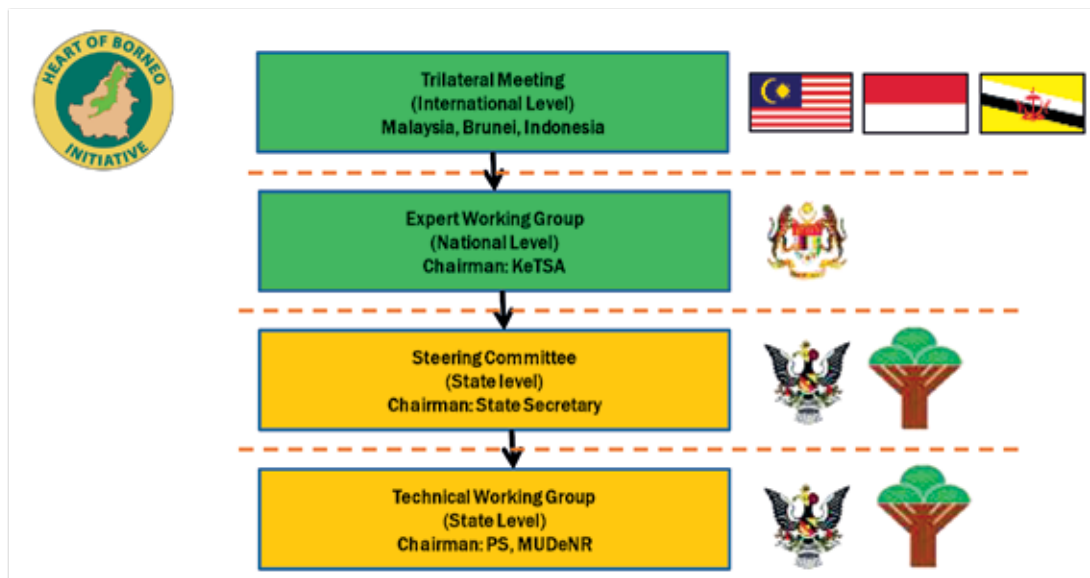 HEART OF BORNEO
INITIATIVE
Trilateral Meeting
(International Level)
Malaysia, Brunei, Indonesia
Expert Working Group
(National Level)
Chairman: KeTSA
Steering Committee
(State level)
Chairman: State Secretary
Technical Working Group
(State Level)
Chairman: PS, MUDeNR